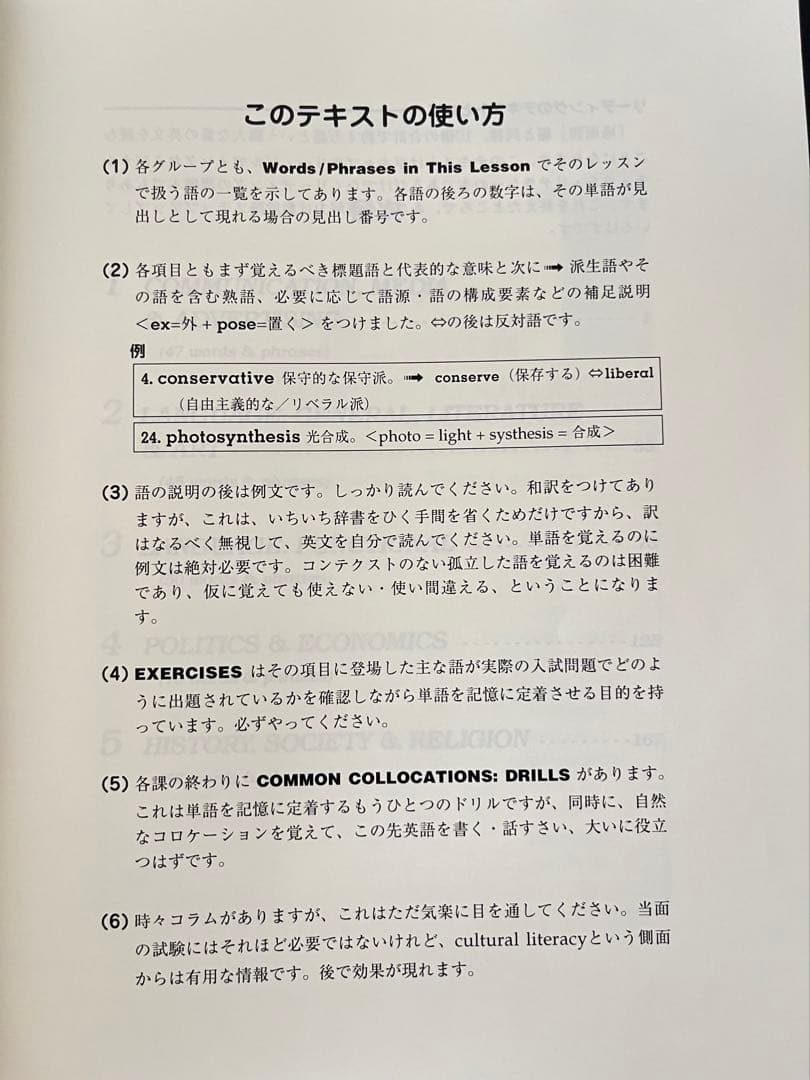 このテキストの使い方
(1) 各グループとも、Words/Phrases in This Lesson でそのレッスン
で扱う語の一覧を示してあります。各語の後ろの数字は、その単語が見
出しとして現れる場合の見出し番号です。
(2) 各項目ともまず覚えるべき標題語と代表的な意味と次に➡ 派生語やそ
の語を含む熟語、必要に応じて語源・語の構成要素などの補足説明
＜ex=外 + pose=置く＞ をつけました。⇔の後は反対語です。
例
4. conservative 保守的な保守派。➡ conserve（保存する）⇔liberal
（自由主義的な／リベラル派）
24. photosynthesis 光合成。＜photo = light + systhesis = 合成＞
(3) 語の説明の後は例文です。しっかり読んでください。和訳をつけてあり
ますが、これは、いちいち辞書をひく手間を省くためだけですから、訳
はなるべく無視して、英文を自分で読んでください。単語を覚えるのに
例文は絶対必要です。コンテクストのない孤立した語を覚えるのは困難
であり、仮に覚えても使えない・使い間違える、ということになりま
す。
(4) EXERCISES はその項目に登場した主な語が実際の入試問題でどのよ
うに出題されているかを確認しながら単語を記憶に定着させる目的を持
っています。必ずやってください。
(5) 各課の終わりに COMMON COLLOCATIONS: DRILLS があります。
これは単語を記憶に定着するもうひとつのドリルですが、同時に、自然
なコロケーションを覚えて、この先英語を書く・話すさい、大いに役立
つはずです。
(6) 時々コラムがありますが、これはただ気楽に目を通してください。当面
の試験にはそれほど必要ではないけれど、cultural literacyという側面
からは有用な情報です。後で効果が現れます。
4 POLITICS & ECONOMICS
5 HISTORY, SOCIETY & RELIGION